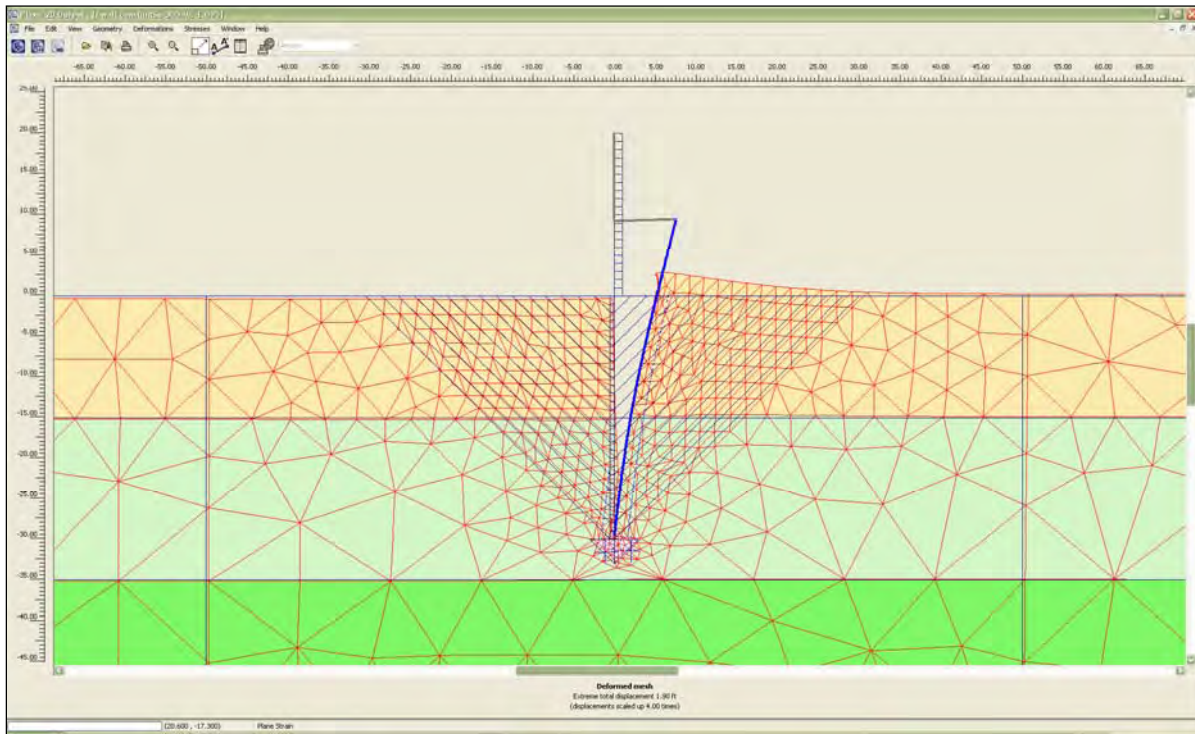 File Edit View Geometry Deformations Stresses Window Help
-65.00 -60.00 -55.00 -50.00 -45.00 -40.00 -35.00 -30.00 -25.00 -20.00 -15.00 -10.00 -5.00 0.00 5.00 10.00 15.00 20.00 25.00 30.00 35.00 40.00 45.00 50.00 55.00 60.00 65.00
25.00
20.00
15.00
10.00
5.00
0.00
-5.00
-10.00
-15.00
-20.00
-25.00
-30.00
-35.00
-40.00
-45.00
Deformed mesh
Extreme total displacement 1.90 ft
(displacements scaled up 4.00 times)
(20.600 , -17.300) Plane Strain